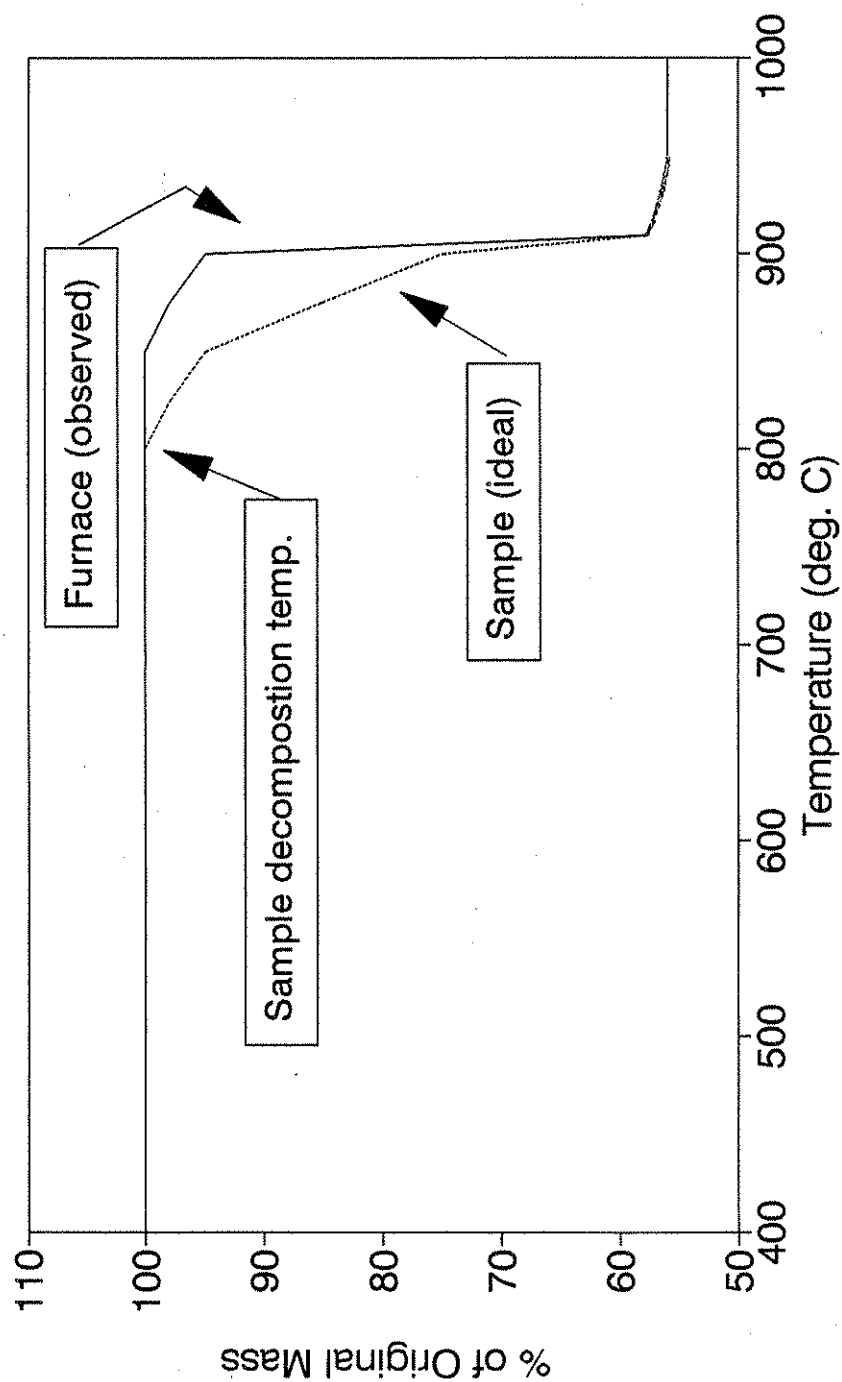 % of Original Mass
110
100
90
80
70
60
50
Furnace (observed)
Sample decompostion temp.
Sample (ideal)
400
500
600
700
800
900
1000
Temperature (deg. C)